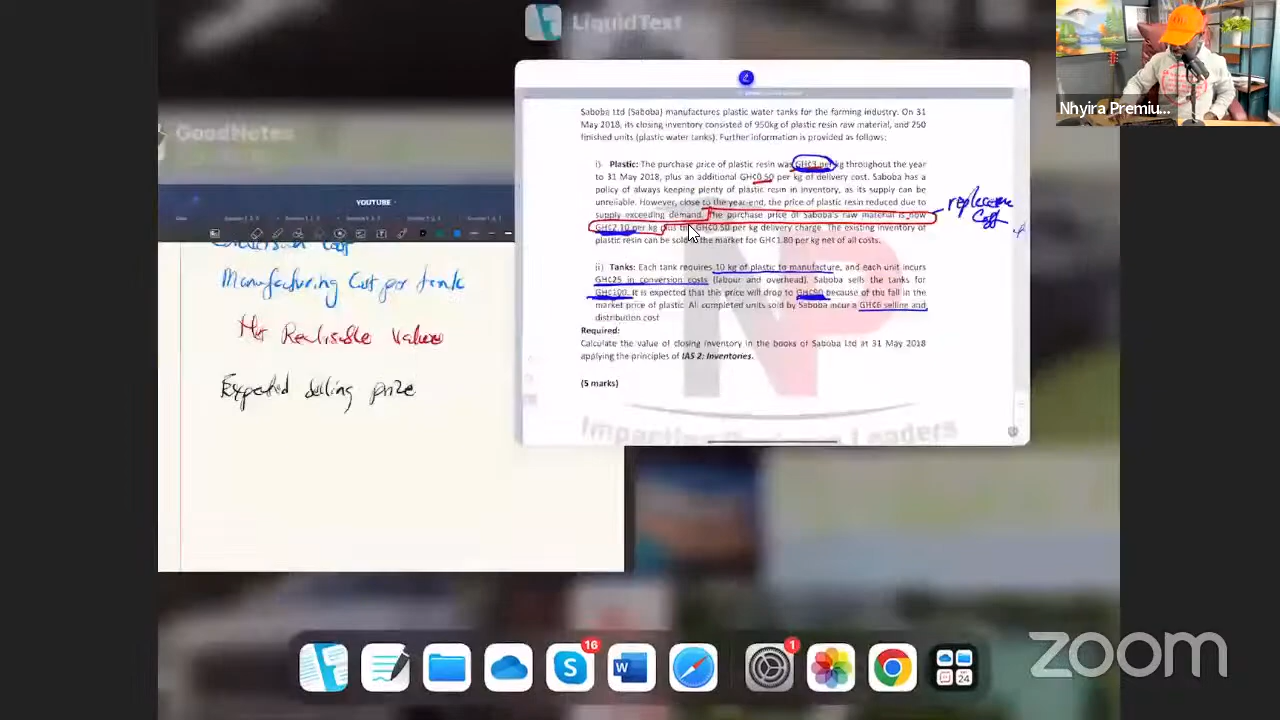 LiquidText
GoodNotes
YOUTUBE
Conversion Cost
Manufacturing Cost per tank
Net Realisable Value
Expected selling price
Saboba Ltd (Saboba) manufactures plastic water tanks for the farming industry. On 31
May 2018, its closing inventory consisted of 950kg of plastic resin raw material, and 250
finished units (plastic water tanks). Further information is provided as follows:
i) Plastic: The purchase price of plastic resin was GH¢3 per kg throughout the year
to 31 May 2018, plus an additional GH¢0.50 per kg of delivery cost. Saboba has a
policy of always keeping plenty of plastic resin in inventory, as its supply can be
unreliable. However, close to the year-end, the price of plastic resin reduced due to
supply exceeding demand. The purchase price of Saboba's raw material is now
GH¢2.10 per kg plus the GH¢0.50 per kg delivery charge. The existing inventory of
plastic resin can be sold in the market for GH¢1.80 per kg net of all costs.
replacement
Cost
ii) Tanks: Each tank requires 10 kg of plastic to manufacture, and each unit incurs
GH¢25 in conversion costs (labour and overhead). Saboba sells the tanks for
GH¢100. It is expected that this price will drop to GH¢90 because of the fall in the
market price of plastic. All completed units sold by Saboba incur a GH¢6 selling and
distribution cost
Required:
Calculate the value of closing inventory in the books of Saboba Ltd at 31 May 2018
applying the principles of IAS 2: Inventories.
(5 marks)
NP
Leaders
Nhyira Premiu...
16
1
24
zoom